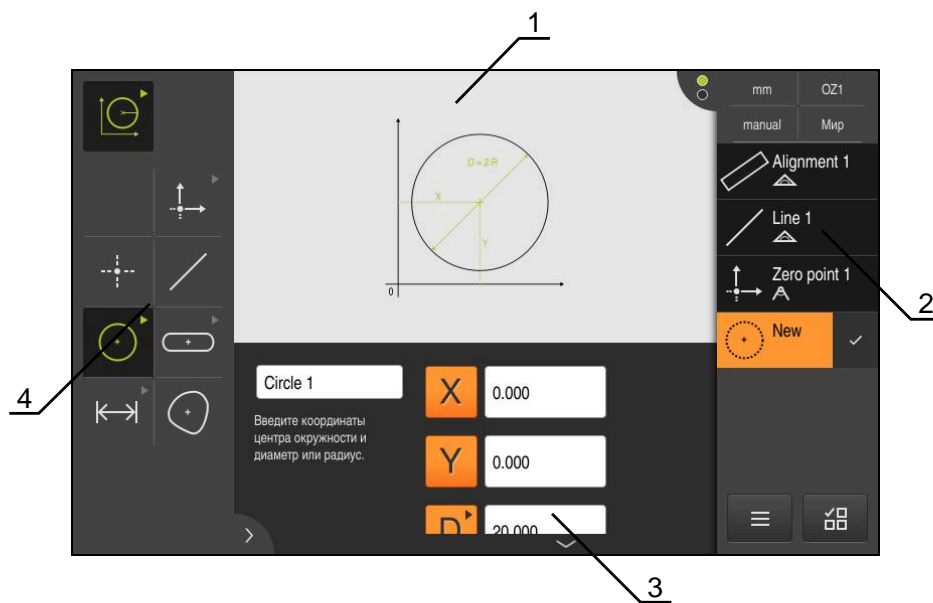 1
mm OZ1
manual Мир
Alignment 1
D=2·R
X
Y
0
Line 1
2
Zero point 1
New
4
Circle 1
Введите координаты
центра окружности и
диаметр или радиус.
X 0.000
Y 0.000
D 20.000
3